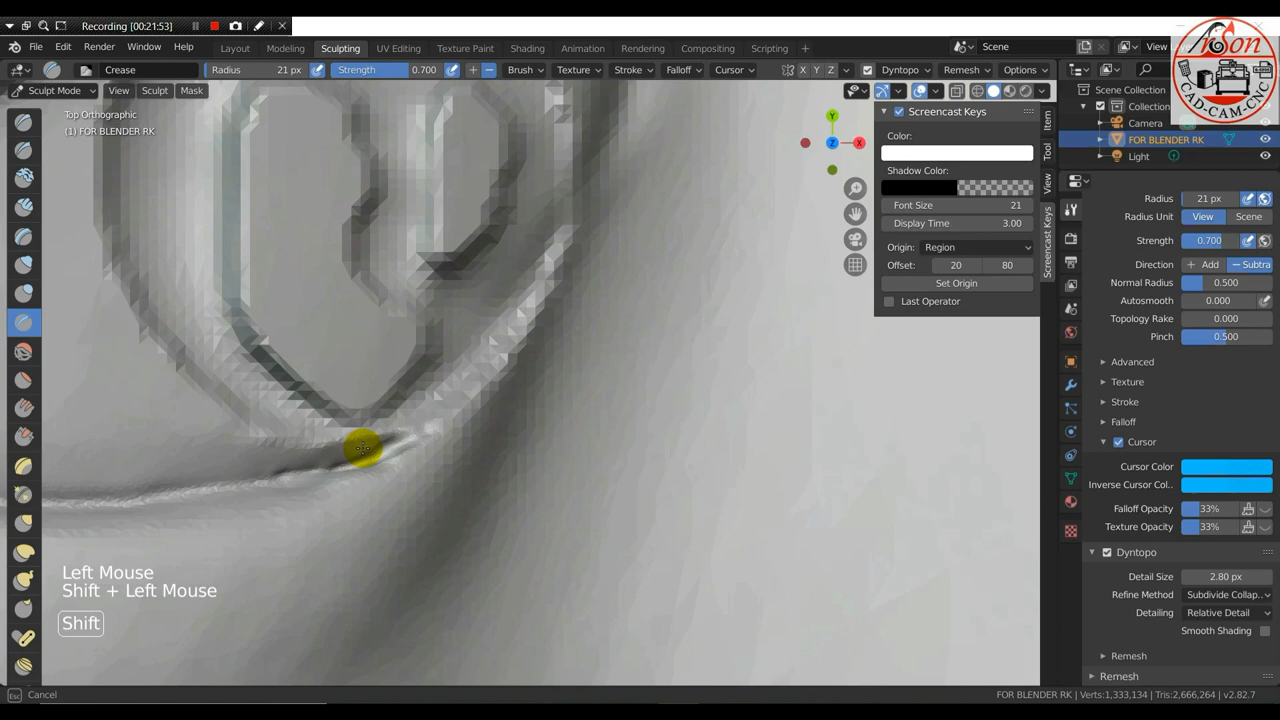 Recording [00:21:53]
File Edit Render Window Help Layout Modeling Sculpting UV Editing Texture Paint Shading Animation Rendering Compositing Scripting + Scene View
Crease Radius 21 px Strength 0.700 Brush Texture Stroke Falloff Cursor X Y Z Dyntopo Remesh Options
Sculpt Mode View Sculpt Mask
ArSon
CAD-CAM-CNC
Scene Collection
Collection
Camera
FOR BLENDER RK
Light
Top Orthographic
(1) FOR BLENDER RK
Y
Z X
Screencast Keys
Color:
Shadow Color:
Font Size 21
Display Time 3.00
Origin: Region
Offset: 20 80
Set Origin
Last Operator
Item
Tool
View
Screencast Keys
Radius 21 px
Radius Unit View Scene
Strength 0.700
Direction + Add Subtra
Normal Radius 0.500
Autosmooth 0.000
Topology Rake 0.000
Pinch 0.500
Advanced
Texture
Stroke
Falloff
Cursor
Cursor Color
Inverse Cursor Col..
Falloff Opacity 33%
Texture Opacity 33%
Dyntopo
Detail Size 2.80 px
Refine Method Subdivide Collap..
Detailing Relative Detail
Smooth Shading
Remesh
Remesh
Left Mouse
Shift + Left Mouse
Shift
Esc Cancel
FOR BLENDER RK | Verts:1,333,134 | Tris:2,666,264 | v2.82.7